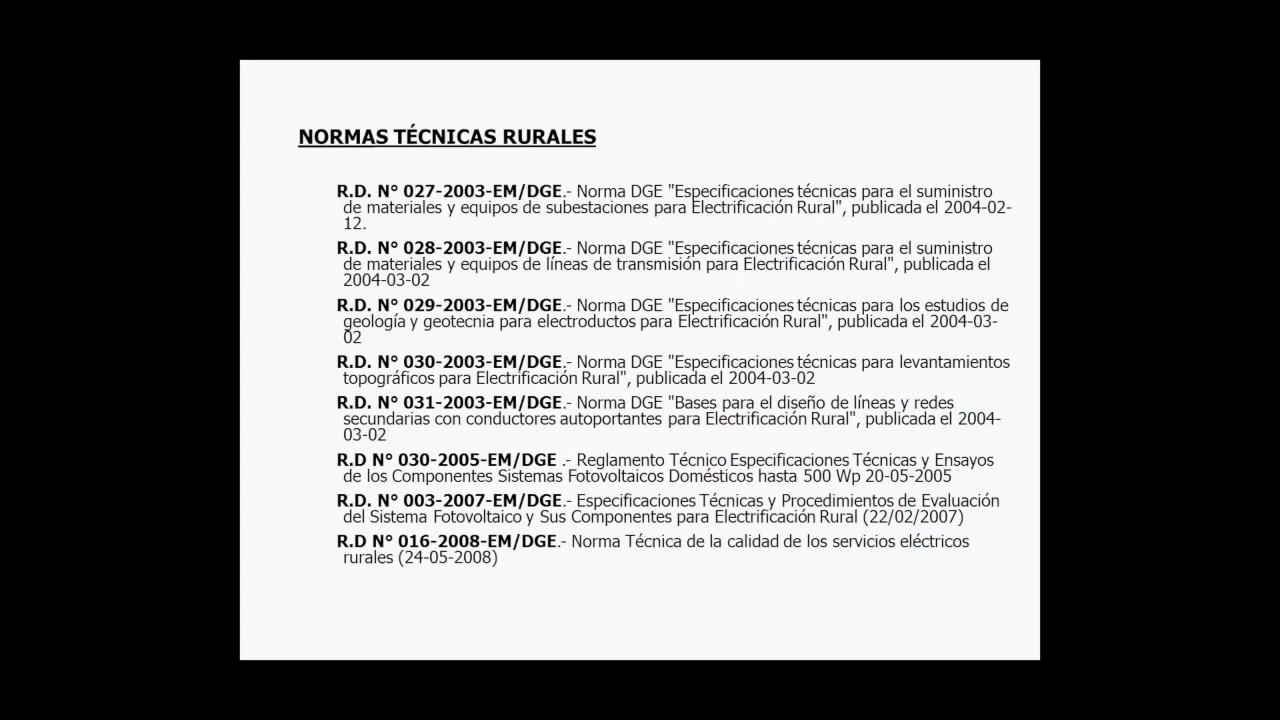 NORMAS TÉCNICAS RURALES
R.D. N° 027-2003-EM/DGE.- Norma DGE "Especificaciones técnicas para el suministro
de materiales y equipos de subestaciones para Electrificación Rural", publicada el 2004-02-
12.
R.D. N° 028-2003-EM/DGE.- Norma DGE "Especificaciones técnicas para el suministro
de materiales y equipos de líneas de transmisión para Electrificación Rural", publicada el
2004-03-02
R.D. N° 029-2003-EM/DGE.- Norma DGE "Especificaciones técnicas para los estudios de
geología y geotecnia para electroductos para Electrificación Rural", publicada el 2004-03-
02
R.D. N° 030-2003-EM/DGE.- Norma DGE "Especificaciones técnicas para levantamientos
topográficos para Electrificación Rural", publicada el 2004-03-02
R.D. N° 031-2003-EM/DGE.- Norma DGE "Bases para el diseño de líneas y redes
secundarias con conductores autoportantes para Electrificación Rural", publicada el 2004-
03-02
R.D N° 030-2005-EM/DGE .- Reglamento Técnico Especificaciones Técnicas y Ensayos
de los Componentes Sistemas Fotovoltaicos Domésticos hasta 500 Wp 20-05-2005
R.D. N° 003-2007-EM/DGE.- Especificaciones Técnicas y Procedimientos de Evaluación
del Sistema Fotovoltaico y Sus Componentes para Electrificación Rural (22/02/2007)
R.D N° 016-2008-EM/DGE.- Norma Técnica de la calidad de los servicios eléctricos
rurales (24-05-2008)